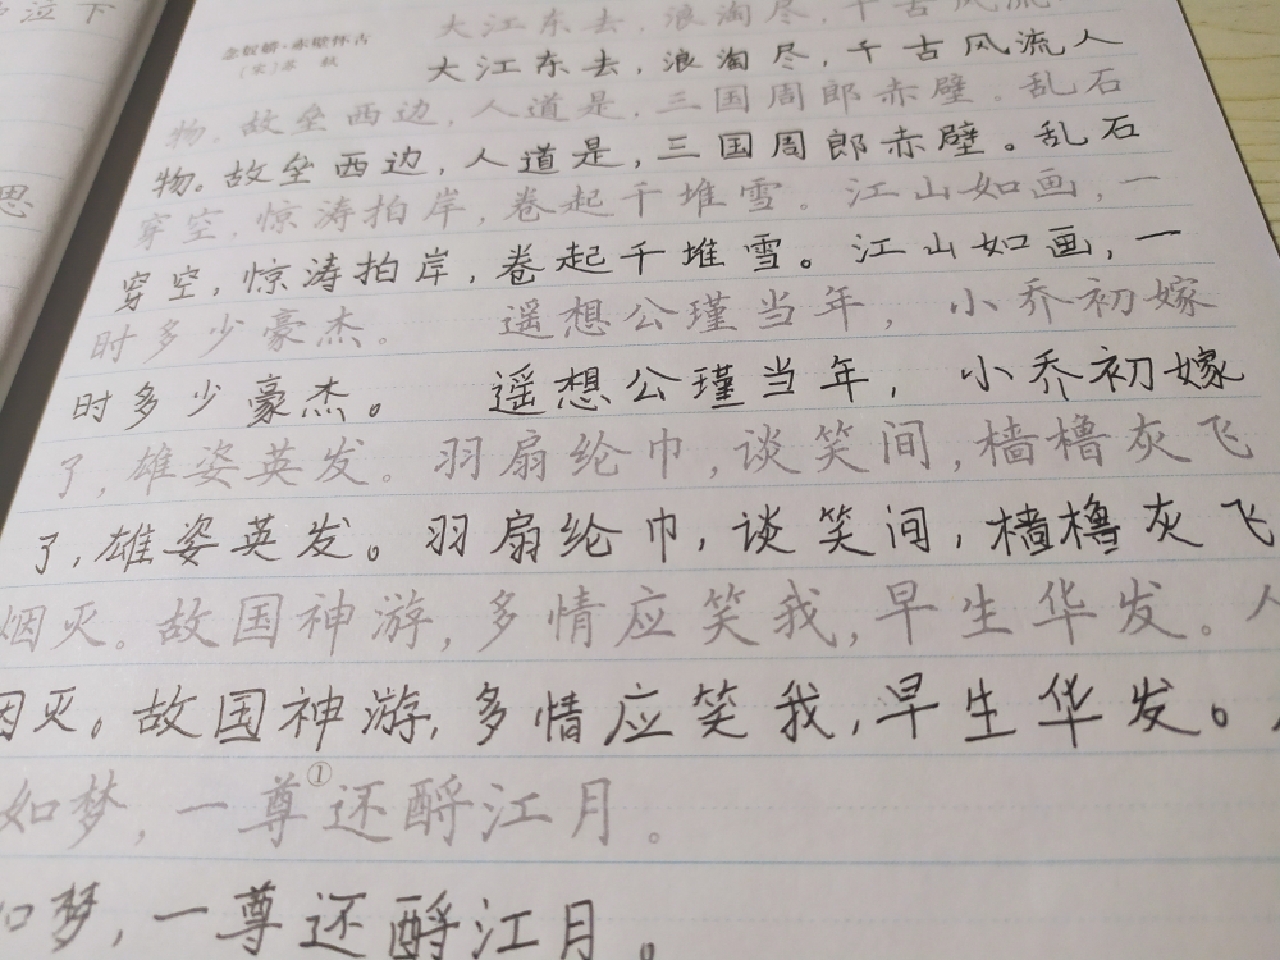 泣下
思
念奴娇·赤壁怀古
（宋）苏轼
大江东去，浪淘尽，千古风流
大江东去，浪淘尽，千古风流人
物。故垒西边，人道是，三国周郎赤壁。乱石
物。故垒西边，人道是，三国周郎赤壁。乱石
穿空，惊涛拍岸，卷起千堆雪。江山如画，一
穿空，惊涛拍岸，卷起千堆雪。江山如画，一
时多少豪杰。 遥想公瑾当年，小乔初嫁
时多少豪杰。 遥想公瑾当年，小乔初嫁
了，雄姿英发。羽扇纶巾，谈笑间，樯橹灰飞
了，雄姿英发。羽扇纶巾，谈笑间，樯橹灰飞
烟灭。故国神游，多情应笑我，早生华发。人
灭。故国神游，多情应笑我，早生华发。
如梦，一尊①还酹江月。
如梦，一尊还酹江月。